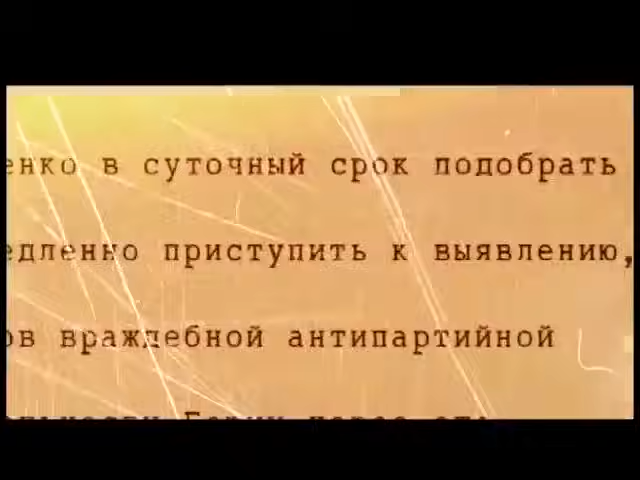 енко в суточный срок подобрать
едленно приступить к выявлению,
ов враждебной антипартийной